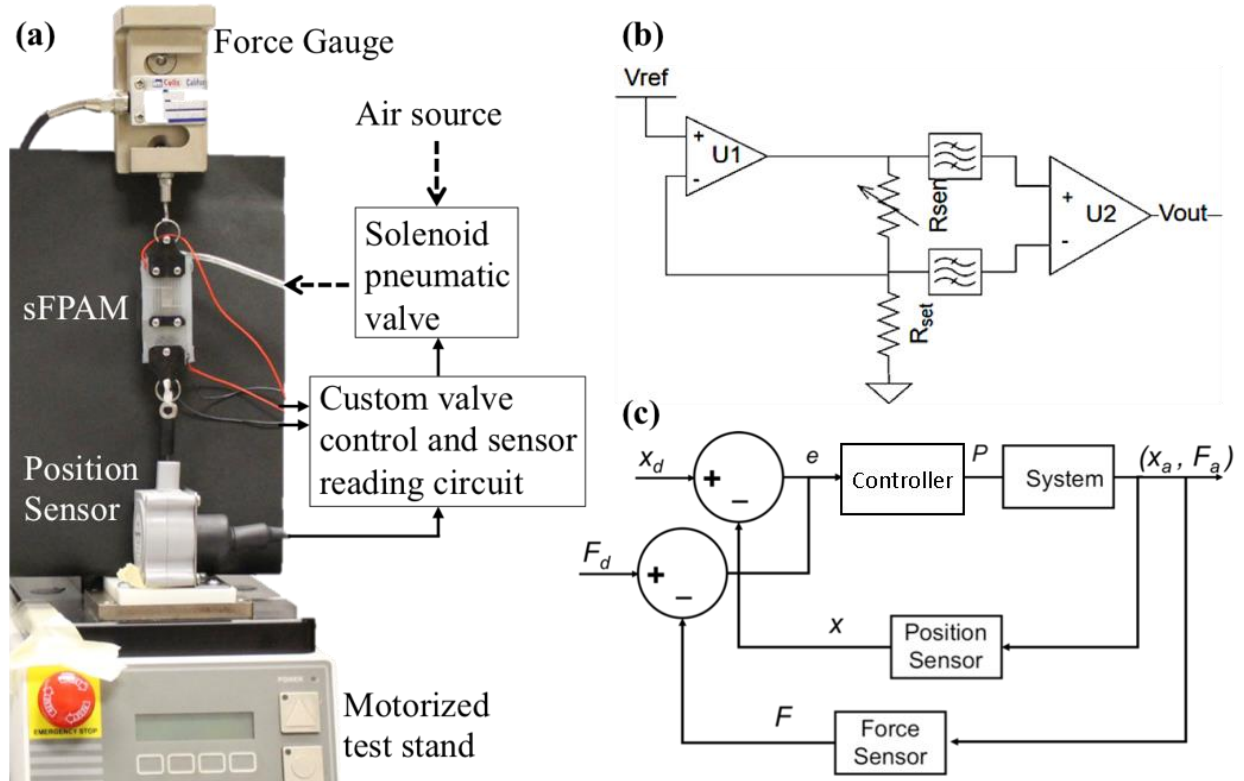 (a)
Force Gauge
Air source
Solenoid
pneumatic
valve
sFPAM
Custom valve
control and sensor
reading circuit
Position
Sensor
POWER
EMERGENCY STOP
Motorized
test stand
(b)
Vref
+
U1
-
Rsen
+
U2
-
Vout
Rset
(c)
xd
+
−
e
Controller
P
System
(xa , Fa)
Fd
+
−
x
Position
Sensor
F
Force
Sensor